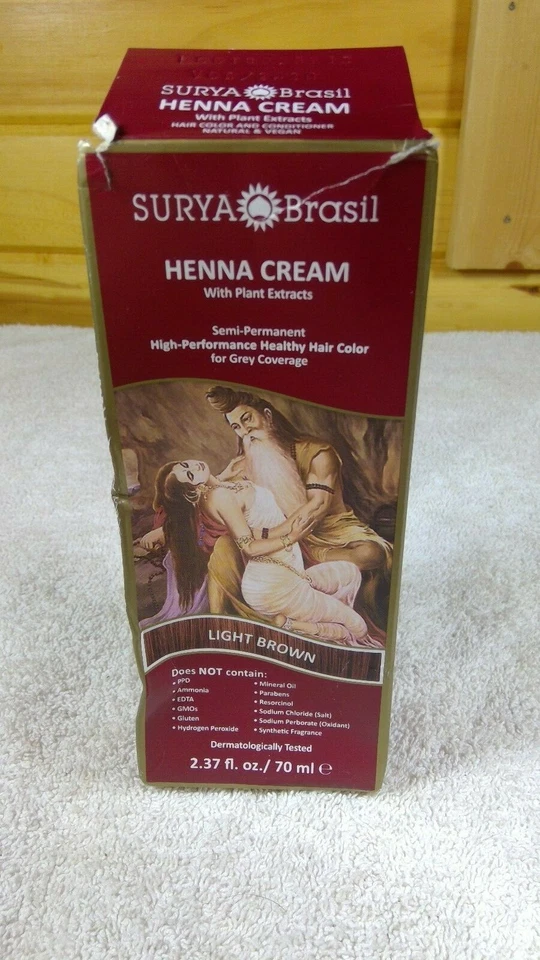 SURYA Brasil
HENNA CREAM
With Plant Extracts
HAIR COLOR AND CONDITIONER
NATURAL & VEGAN
SURYA Brasil
HENNA CREAM
With Plant Extracts
Semi-Permanent
High-Performance Healthy Hair Color
for Grey Coverage
LIGHT BROWN
Does NOT contain:
• PPD
• Ammonia
• EDTA
• GMOs
• Gluten
• Hydrogen Peroxide
• Mineral Oil
• Parabens
• Resorcinol
• Sodium Chloride (Salt)
• Sodium Perborate (Oxidant)
• Synthetic Fragrance
Dermatologically Tested
2.37 fl. oz./ 70 ml ℮